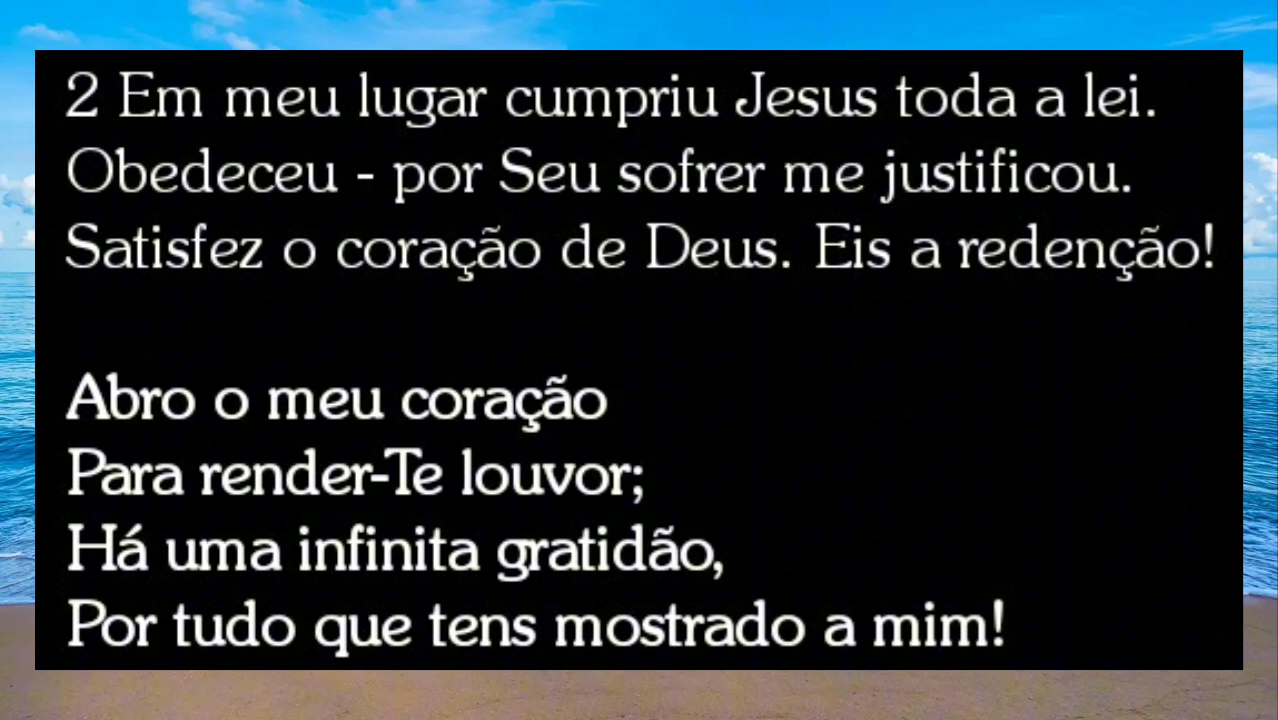 2 Em meu lugar cumpriu Jesus toda a lei.
Obedeceu - por Seu sofrer me justificou.
Satisfez o coração de Deus. Eis a redenção!
Abro o meu coração
Para render-Te louvor;
Há uma infinita gratidão,
Por tudo que tens mostrado a mim!